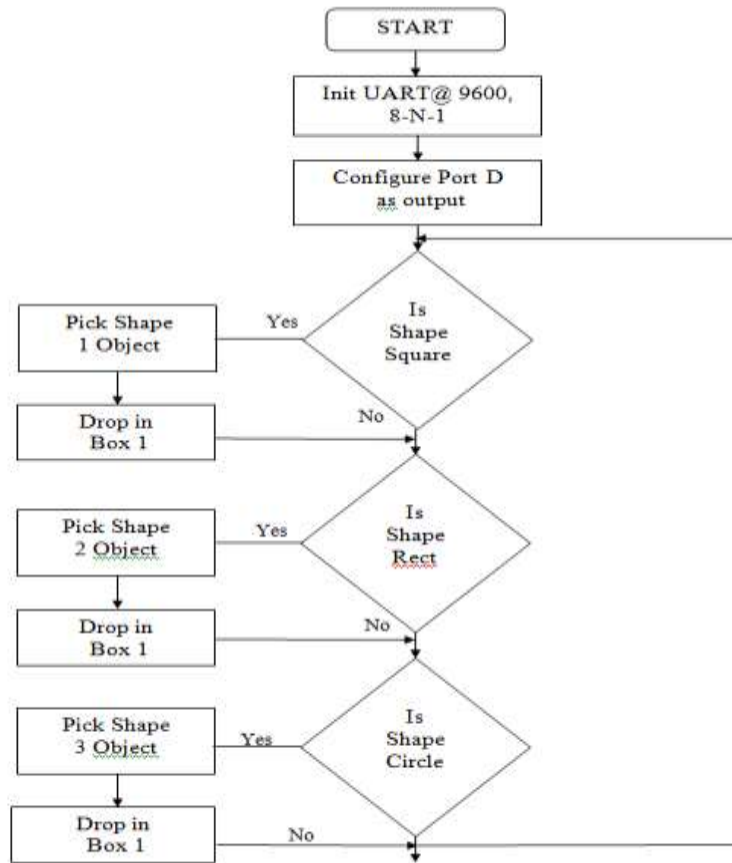 START
Init UART@ 9600,
8-N-1
Configure Port D
as output
Is
Shape
Square
Yes
Pick Shape
1 Object
Drop in
Box 1
No
Is
Shape
Rect
Yes
Pick Shape
2 Object
Drop in
Box 1
No
Is
Shape
Circle
Yes
Pick Shape
3 Object
Drop in
Box 1
No